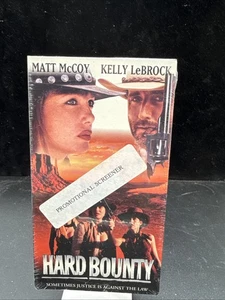 MATT McCOY KELLY LeBROCK
PROMOTIONAL SCREENER
HARD BOUNTY
SOMETIMES JUSTICE IS AGAINST THE LAW